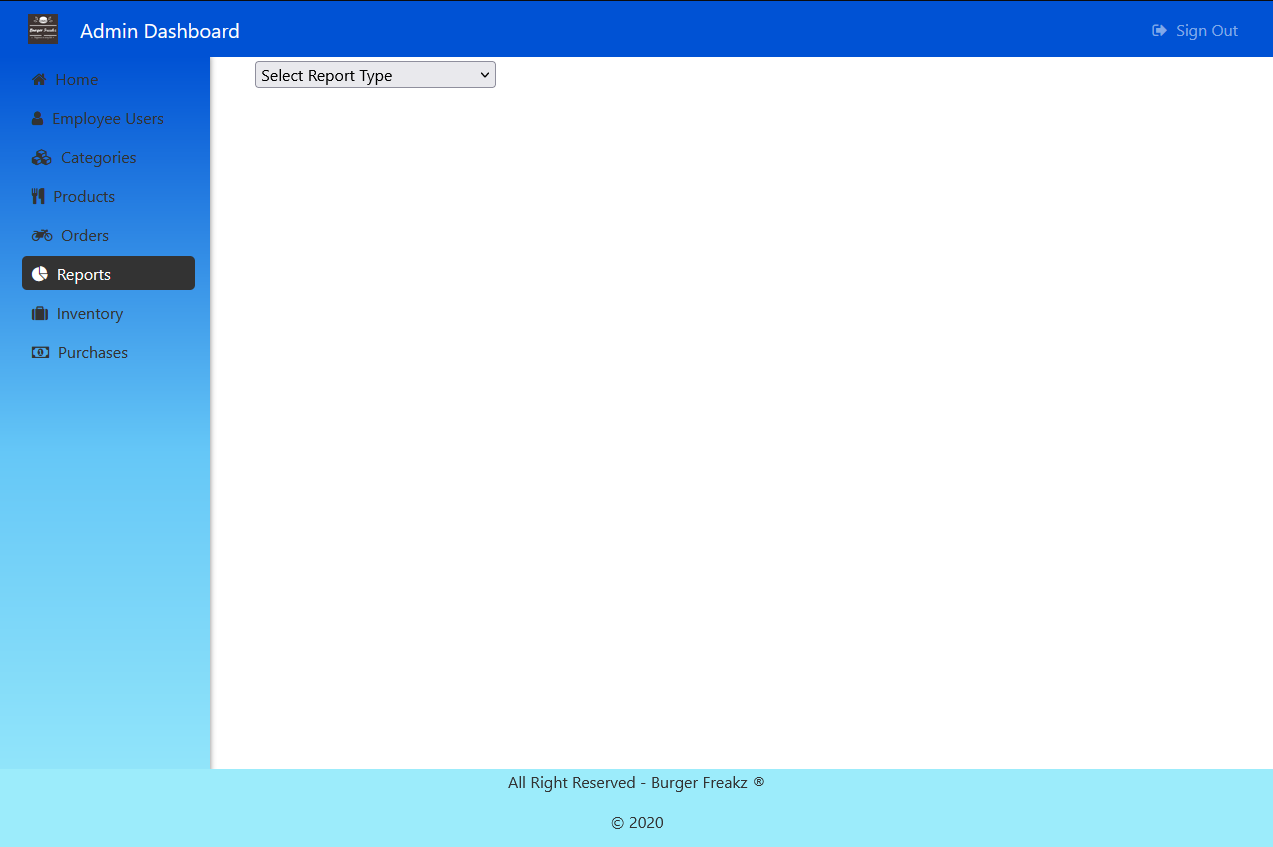 Admin Dashboard
Sign Out
Home
Employee Users
Categories
Products
Orders
Reports
Inventory
Purchases
Select Report Type
All Right Reserved - Burger Freakz ®
© 2020